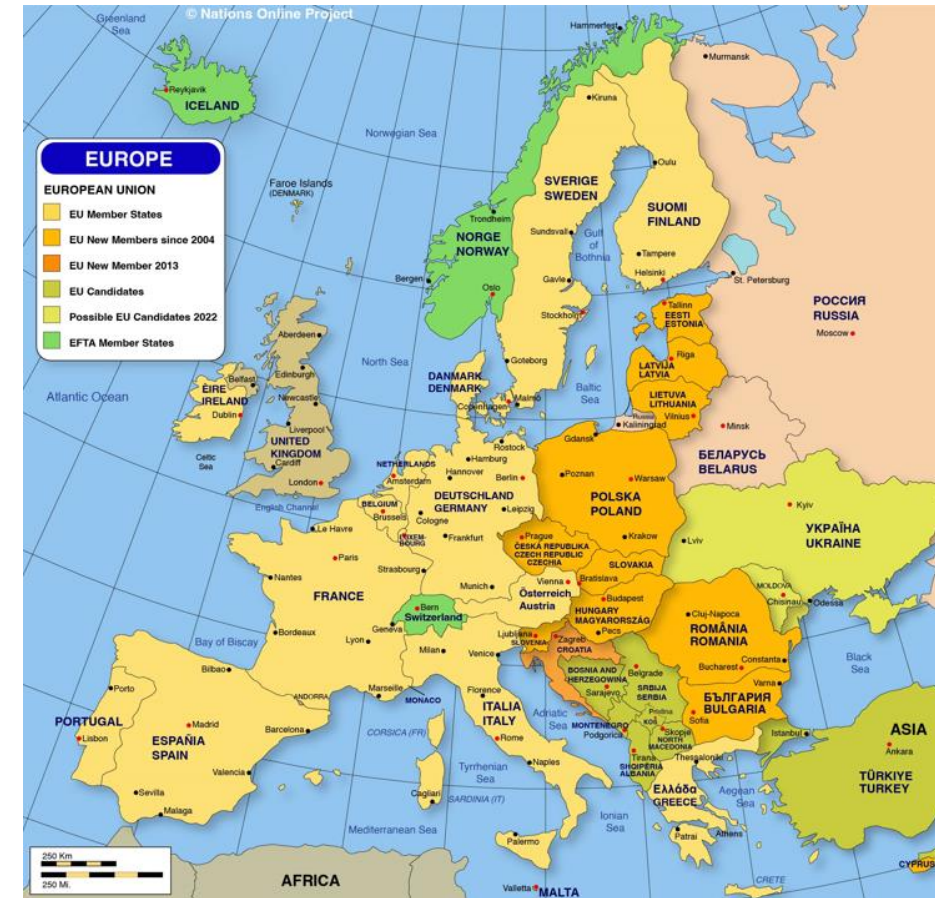 © Nations Online Project
Greenland
Sea
Hammerfest
Murmansk
Reykjavik
ICELAND
Kiruna
Norwegian Sea
EUROPE
EUROPEAN UNION
EU Member States
EU New Members since 2004
EU New Member 2013
EU Candidates
Possible EU Candidates 2022
EFTA Member States
Faroe Islands
(DENMARK)
Oulu
SVERIGE
SWEDEN
SUOMI
FINLAND
Trondheim
NORGE
NORWAY
Sundsvall
Gulf
of
Bothnia
Tampere
Helsinki
Bergen
Gavle
Oslo
St. Petersburg
Stockholm
Tallinn
EESTI
ESTONIA
РОССИЯ
RUSSIA
Moscow
Aberdeen
North Sea
Goteborg
Riga
LATVIJA
LATVIA
Edinburgh
DANMARK
DENMARK
Baltic
Sea
Belfast
ÉIRE
IRELAND
Dublin
Newcastle
Copenhagen
Malmö
LIETUVA
LITHUANIA
Vilnius
Atlantic Ocean
Russia
Kaliningrad
Minsk
Liverpool
UNITED
KINGDOM
Cardiff
London
Celtic
Sea
Rostock
Gdansk
БЕЛАРУСЬ
BELARUS
Hamburg
NETHERLANDS
Amsterdam
Hannover
Berlin
Poznan
Warsaw
POLSKA
POLAND
English Channel
BELGIUM
Brussels
DEUTSCHLAND
GERMANY
Leipzig
Cologne
Kyiv
УКРАЇНА
UKRAINE
Le Havre
LUXEM-
BOURG
Frankfurt
Prague
ČESKÁ REPUBLIKA
CZECH REPUBLIC
CZECHIA
Krakow
Lviv
Paris
Strasbourg
SLOVAKIA
Nantes
Munich
Vienna
Bratislava
Österreich
Austria
Budapest
HUNGARY
MAGYARORSZÁG
MOLDOVA
Chisinau
Odessa
FRANCE
Bern
Switzerland
Geneva
Cluj-Napoca
ROMÂNIA
ROMANIA
Bordeaux
Lyon
Milan
Venice
Ljubljana
SLOVENIA
Zagreb
CROATIA
Pecs
Bay of Biscay
Bilbao
BOSNIA AND
HERZEGOWINA
Sarajevo
Belgrade
SRBIJA
SERBIA
Bucharest
Constanta
Black
Sea
Porto
ANDORRA
Marseille
MONACO
Florence
ITALIA
ITALY
Adriatic
Sea
Varna
БЪЛГАРИЯ
BULGARIA
Sofia
PORTUGAL
Lisbon
Madrid
ESPAÑIA
SPAIN
Barcelona
CORSICA (FR)
Rome
MONTENEGRO
Podgorica
Pristina
KOS
Skopje
NORTH
MACEDONIA
Istanbul
ASIA
Ankara
Valencia
Naples
Tirana
SHQIPËRIA
ALBANIA
Thessaloniki
TÜRKIYE
TURKEY
Tyrrhenian
Sea
Sevilla
Malaga
Cagliari
SARDINIA (IT)
Ελλάδα
GREECE
Aegean
Sea
Mediterranean Sea
Palermo
Ionian
Sea
Patrai
Athens
250 Km
250 Mi.
AFRICA
Valletta
MALTA
CRETE
CYPRUS